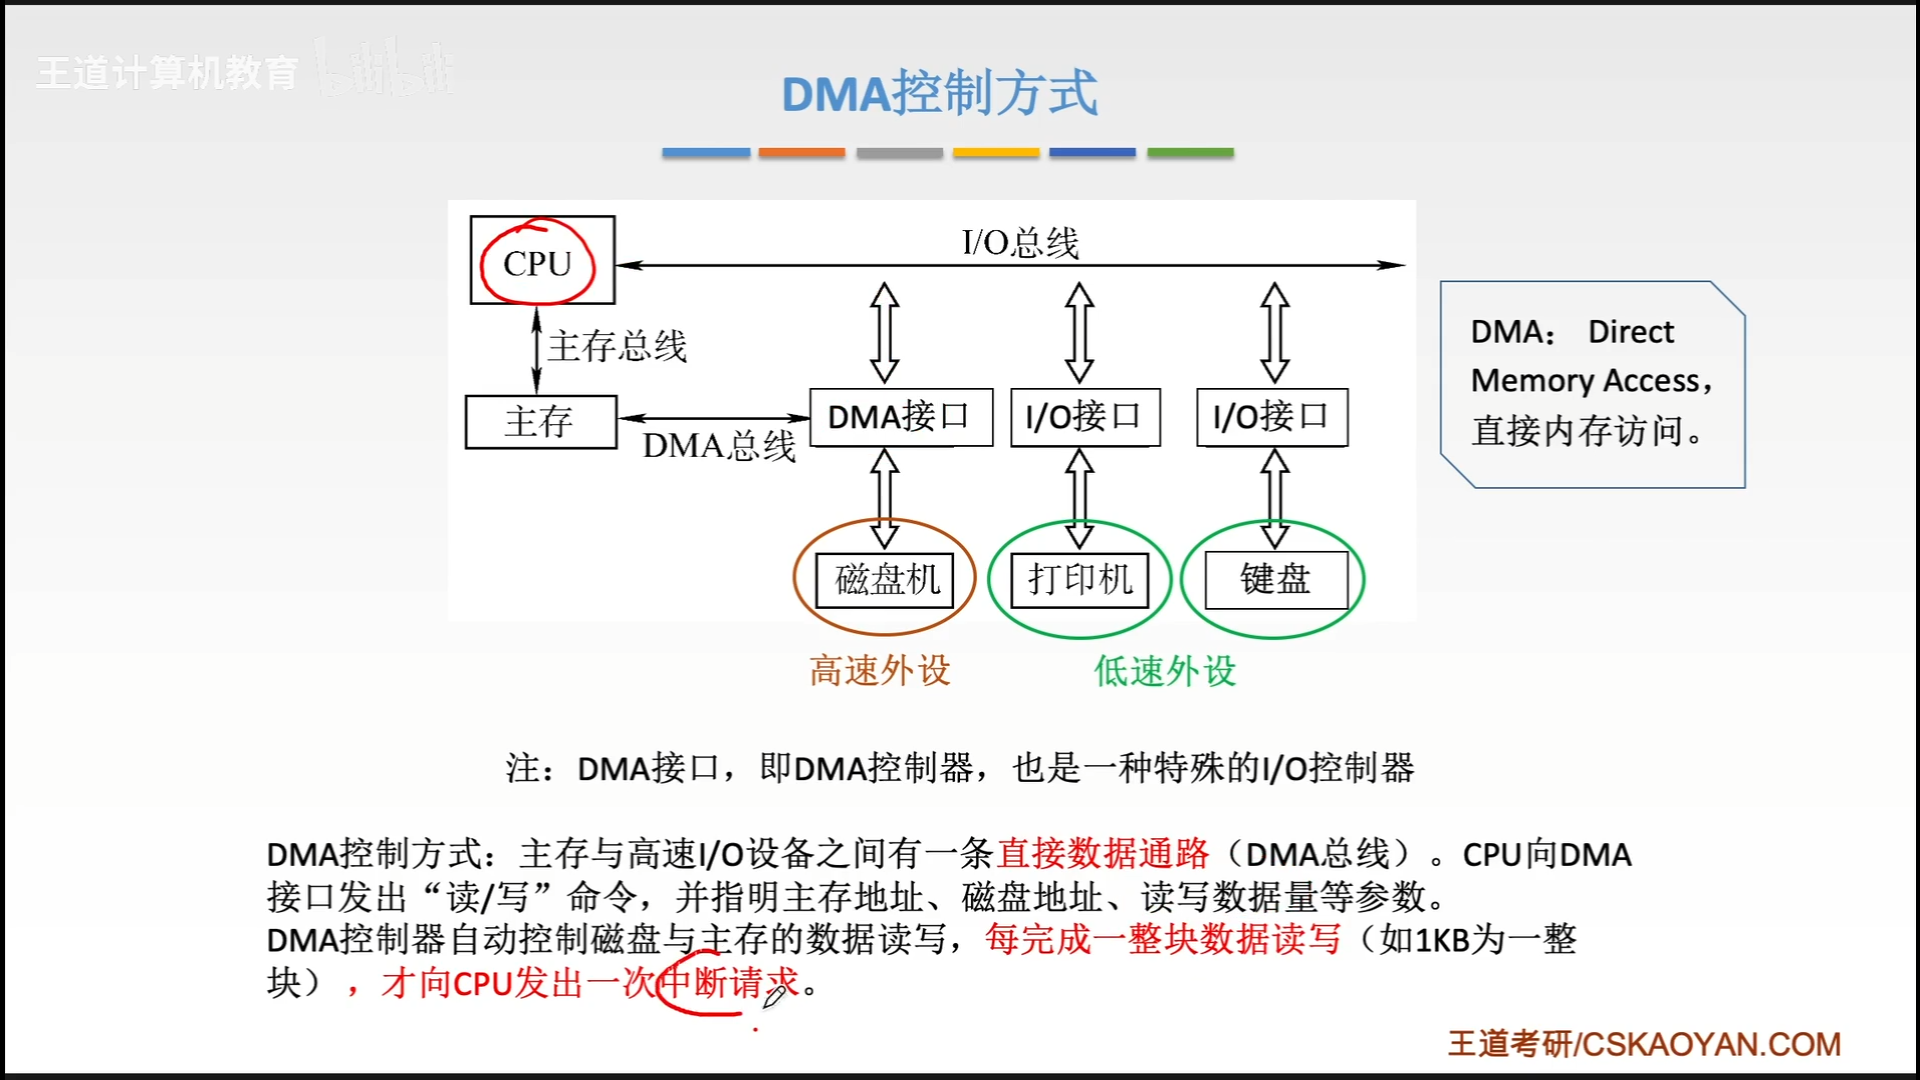 王道计算机教育 bilibili
DMA控制方式
CPU
I/O总线
主存总线
DMA: Direct
Memory Access,
直接内存访问。
主存
DMA总线
DMA接口
I/O接口
I/O接口
磁盘机
打印机
键盘
高速外设
低速外设
注：DMA接口，即DMA控制器，也是一种特殊的I/O控制器
DMA控制方式：主存与高速I/O设备之间有一条直接数据通路（DMA总线）。CPU向DMA
接口发出“读/写”命令，并指明主存地址、磁盘地址、读写数据量等参数。
DMA控制器自动控制磁盘与主存的数据读写，每完成一整块数据读写（如1KB为一整
块），才向CPU发出一次中断请求。
王道考研/CSKAOYAN.COM